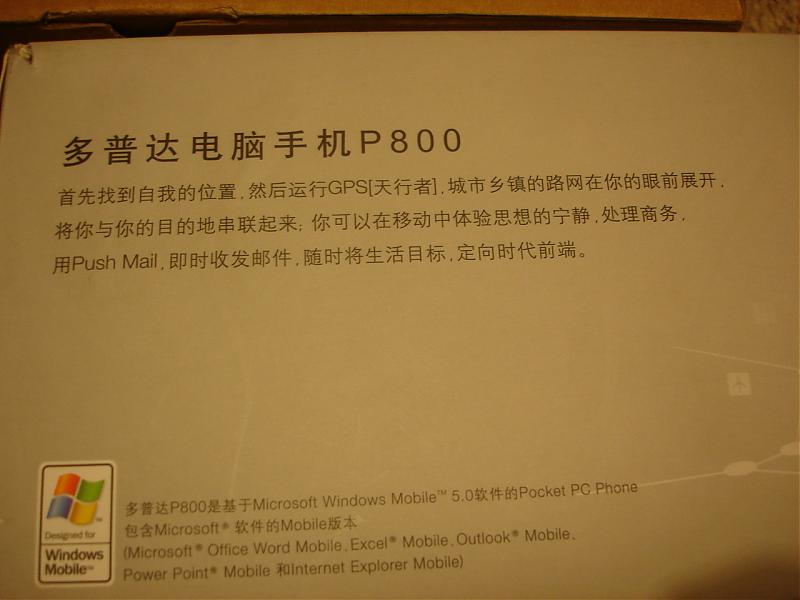 多普达电脑手机P800
首先找到自我的位置,然后运行GPS[天行者],城市乡镇的路网在你的眼前展开,
将你与你的目的地串联起来;你可以在移动中体验思想的宁静,处理商务,
用Push Mail,即时收发邮件,随时将生活目标,定向时代前端。
多普达P800是基于Microsoft Windows Mobile™ 5.0软件的Pocket PC Phone
包含Microsoft® 软件的Mobile版本
(Microsoft® Office Word Mobile、Excel® Mobile、Outlook® Mobile、
Power Point® Mobile 和Internet Explorer Mobile)
Designed for
Windows
Mobile™